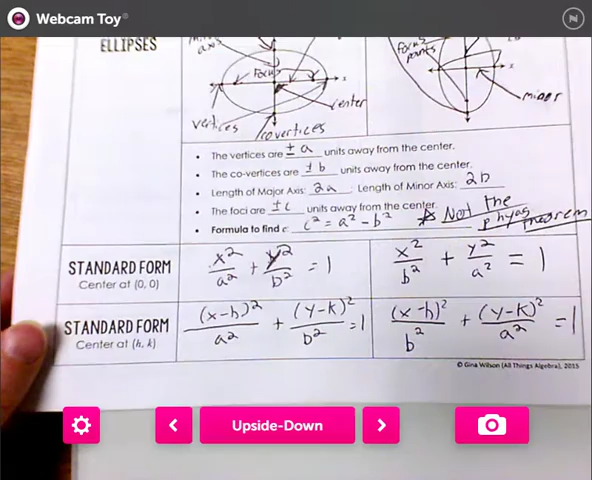 Webcam Toy
ELLIPSES
axis
Focus
focus
points
x
x
center
minor
vertices
covertices
• The vertices are ± a units away from the center.
• The co-vertices are ± b units away from the center.
• Length of Major Axis: 2a ; Length of Minor Axis: 2b
• The foci are ± c units away from the center.
• Formula to find c: c² = a² - b² Not the
phyag theorem
STANDARD FORM
Center at (0, 0)
x²/a² + y²/b² = 1
x²/b² + y²/a² = 1
STANDARD FORM
Center at (h, k)
(x-h)²/a² + (y-k)²/b² = 1
(x-h)²/b² + (y-k)²/a² = 1
© Gina Wilson (All Things Algebra), 2015
Upside-Down